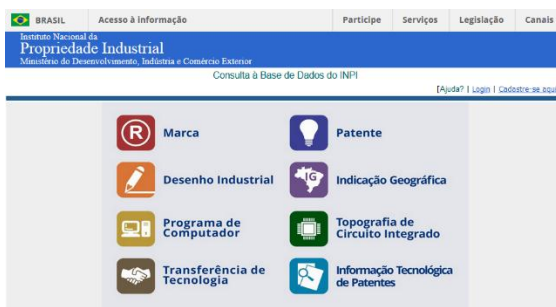 BRASIL Acesso à informação Participe Serviços Legislação Canais
Instituto Nacional da
Propriedade Industrial
Ministério do Desenvolvimento, Indústria e Comércio Exterior
Consulta à Base de Dados do INPI
[Ajuda? | Login | Cadastre-se aqui
R Marca
Patente
Desenho Industrial
IG Indicação Geográfica
Programa de
Computador
Topografia de
Circuito Integrado
Transferência de
Tecnologia
Informação Tecnológica
de Patentes